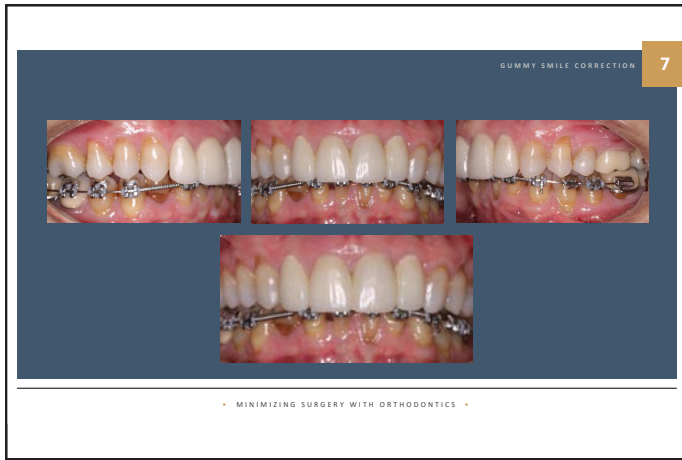 GUMMY SMILE CORRECTION 7
• MINIMIZING SURGERY WITH ORTHODONTICS •